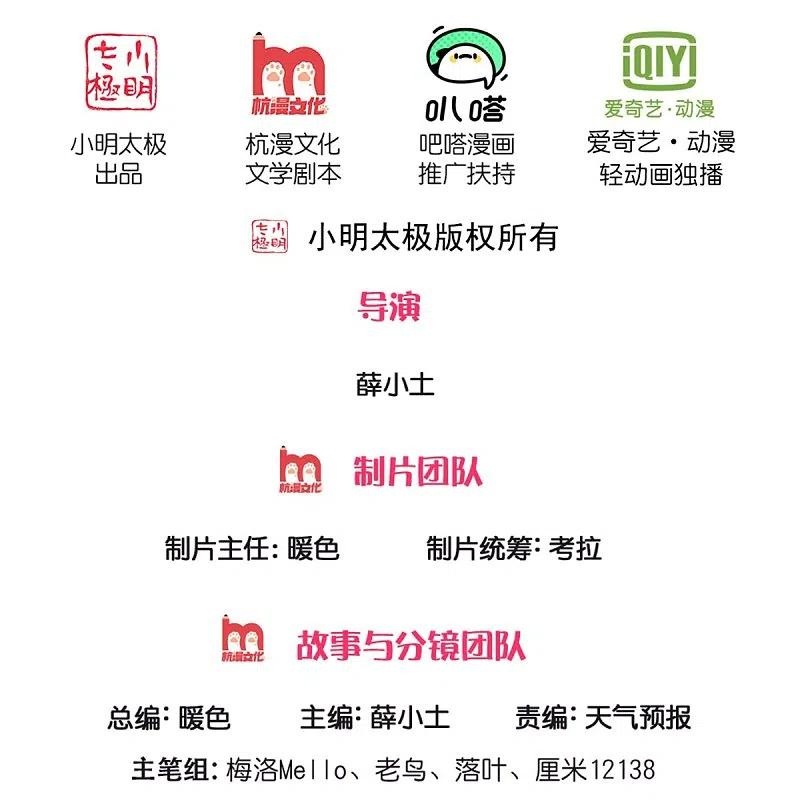 小明太極
杭漫文化
叭嗒
iQIYI
爱奇艺·动漫
小明太极 杭漫文化 吧嗒漫画 爱奇艺·动漫
出品 文学剧本 推广扶持 轻动画独播
小明太極 小明太极版权所有
导演
薛小土
杭漫文化 制片团队
制片主任:暖色 制片统筹:考拉
杭漫文化 故事与分镜团队
总编:暖色 主编:薛小土 责编:天气预报
主笔组:梅洛Mello、老鸟、落叶、厘米12138